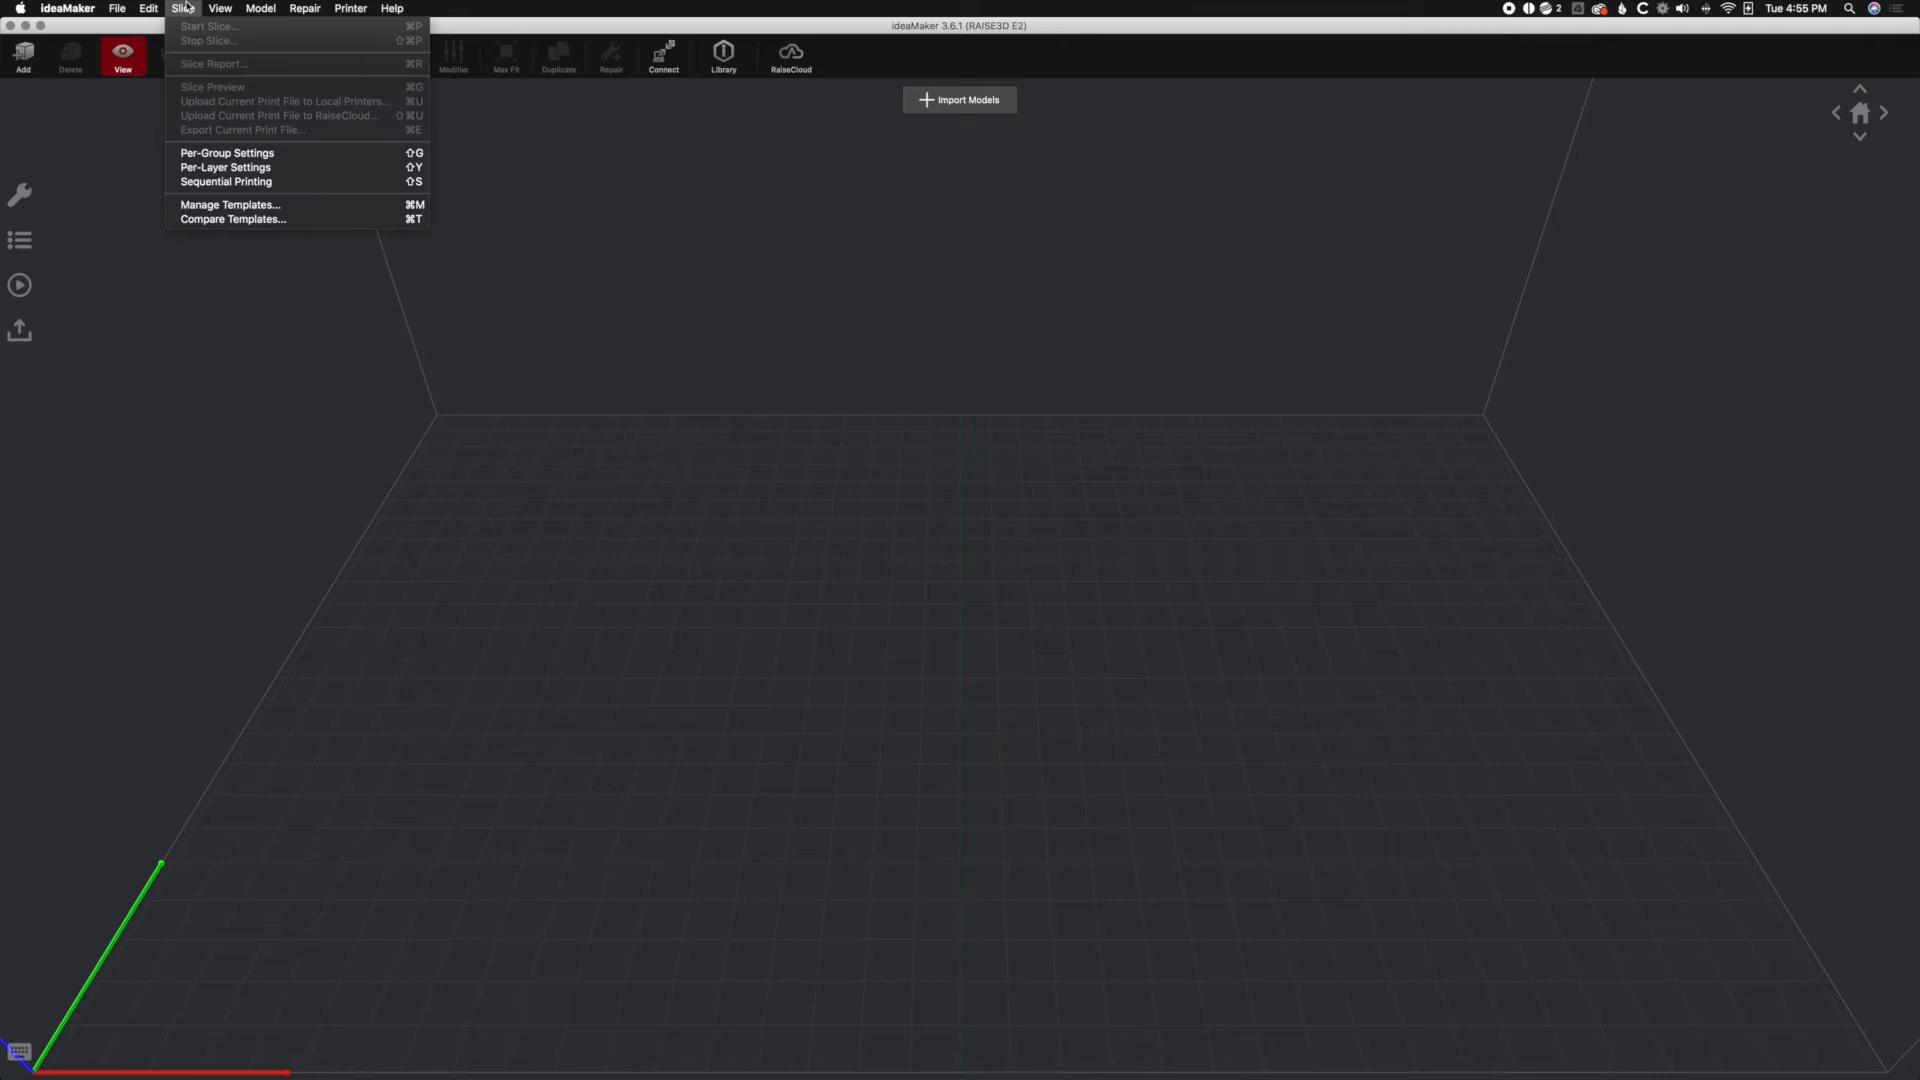 ideaMaker File Edit Slice View Model Repair Printer Help 2 Tue 4:55 PM
ideaMaker 3.6.1 (RAISE3D E2)
Add Delete View Modifier Max Fit Duplicate Repair Connect Library RaiseCloud
Start Slice... ⌘P
Stop Slice... ⇧⌘P
Slice Report... ⌘R
Slice Preview ⌘G
Upload Current Print File to Local Printers... ⌘U
Upload Current Print File to RaiseCloud... ⇧⌘U
Export Current Print File... ⌘E
Per-Group Settings ⇧G
Per-Layer Settings ⇧Y
Sequential Printing ⇧S
Manage Templates... ⌘M
Compare Templates... ⌘T
Import Models